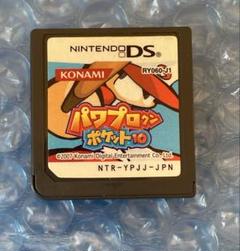 NINTENDO DS
KONAMI
RY060-J1
パワプロクン
ポケット10
©2007 Konami Digital Entertainment Co., Ltd.
NTR-YPJJ-JPN